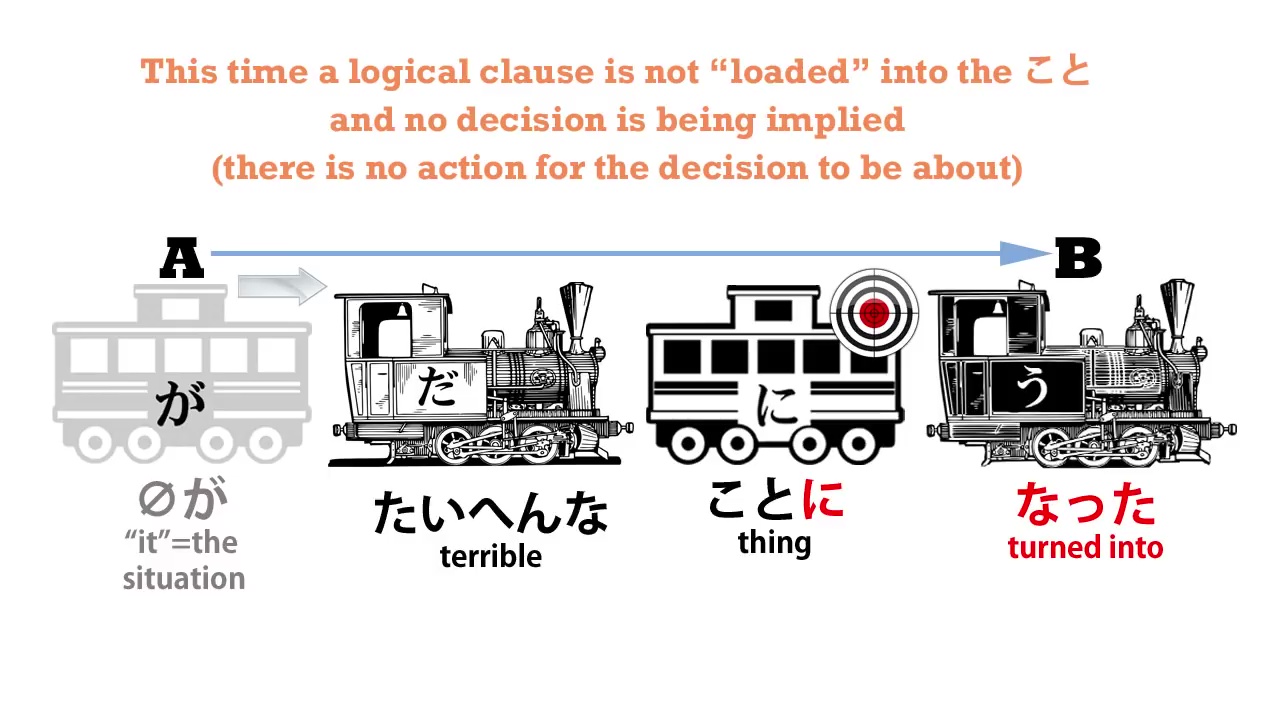 This time a logical clause is not “loaded” into the こと
and no decision is being implied
(there is no action for the decision to be about)
A
B
が
だ
に
う
∅が
“it”=the
situation
たいへんな
terrible
ことに
thing
なった
turned into